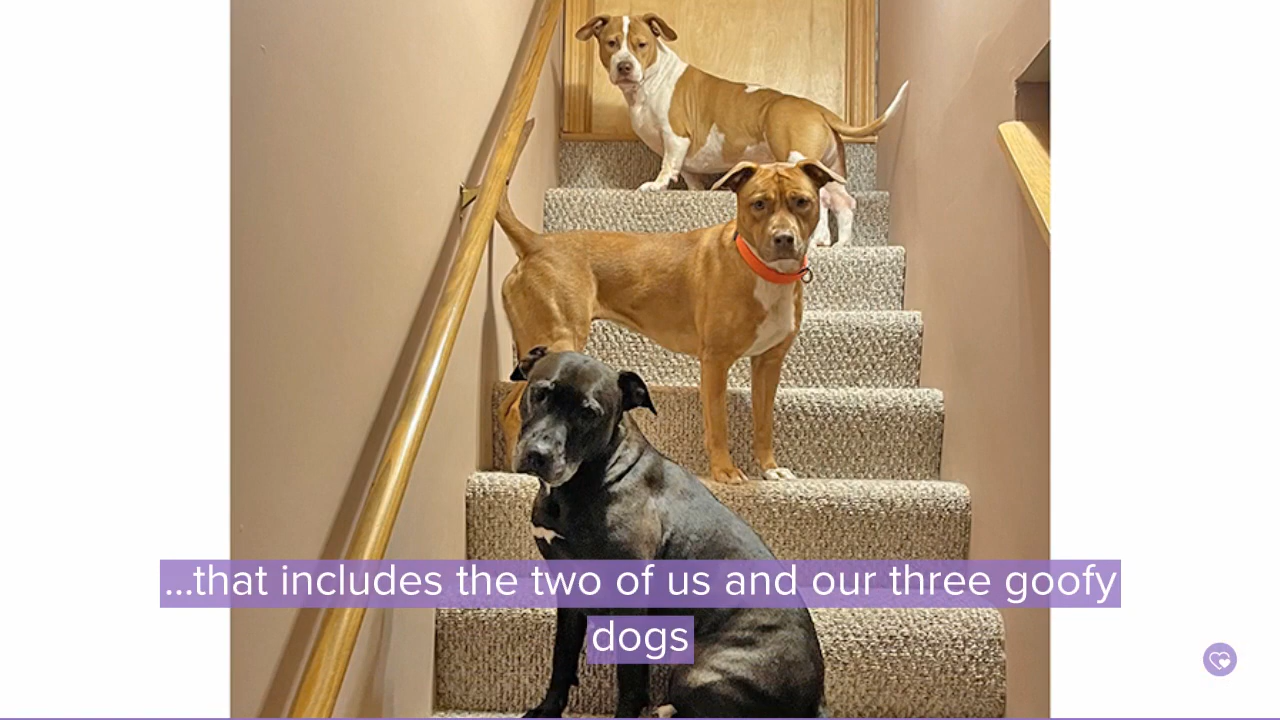 ...that includes the two of us and our three goofy
dogs